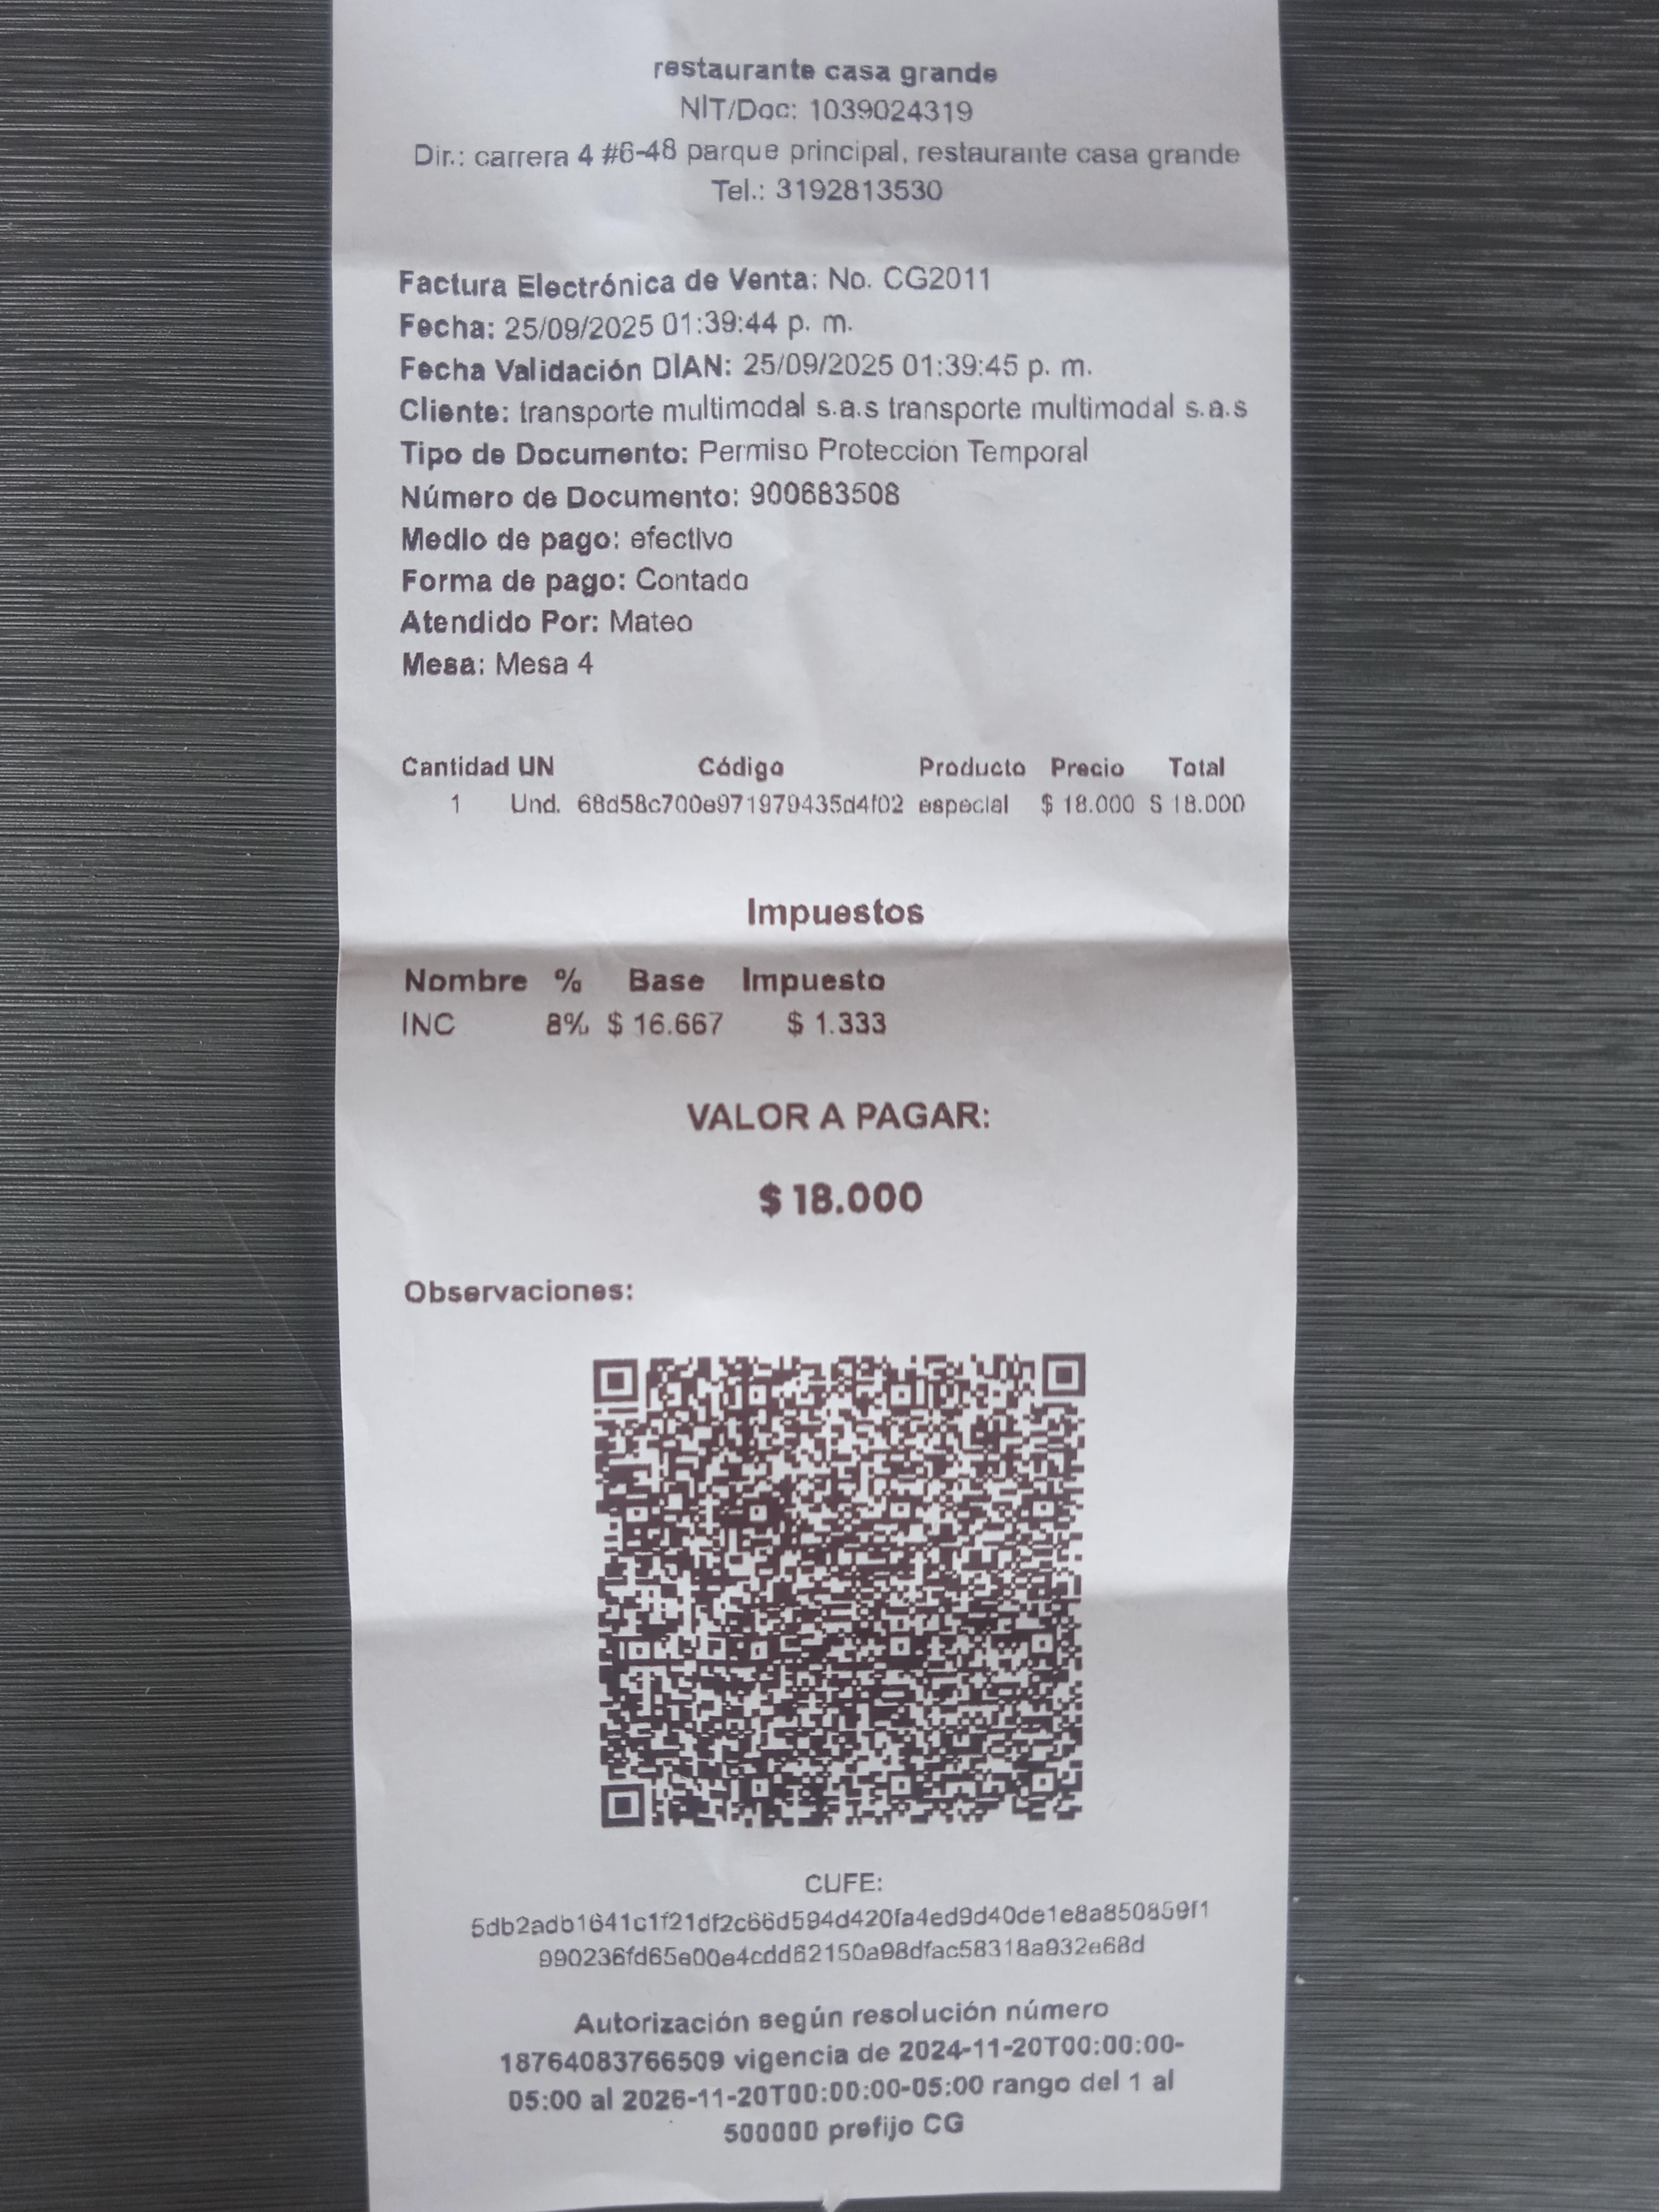 restaurante casa grande
NIT/Doc: 1039024319
Dir.: carrera 4 #6-48 parque principal, restaurante casa grande
Tel.: 3192813530
Factura Electrónica de Venta: No. CG2011
Fecha: 25/09/2025 01:39:44 p. m.
Fecha Validación DIAN: 25/09/2025 01:39:45 p. m.
Cliente: transporte multimodal s.a.s transporte multimodal s.a.s
Tipo de Documento: Permiso Protección Temporal
Número de Documento: 900683508
Medio de pago: efectivo
Forma de pago: Contado
Atendido Por: Mateo
Mesa: Mesa 4
Cantidad UN Código Producto Precio Total
1 Und. 68d58c700e971979435d4f02 especial $ 18.000 $ 18.000
Impuestos
Nombre % Base Impuesto
INC 8% $ 16.667 $ 1.333
VALOR A PAGAR:
$ 18.000
Observaciones:
CUFE:
5db2adb1641c1f21df2c66d594d420fa4ed9d40de1e8a850859f1
990236fd65e00e4cdd62150a98dfac58318a932e68d
Autorización según resolución número
18764083766509 vigencia de 2024-11-20T00:00:00-
05:00 al 2026-11-20T00:00:00-05:00 rango del 1 al
500000 prefijo CG